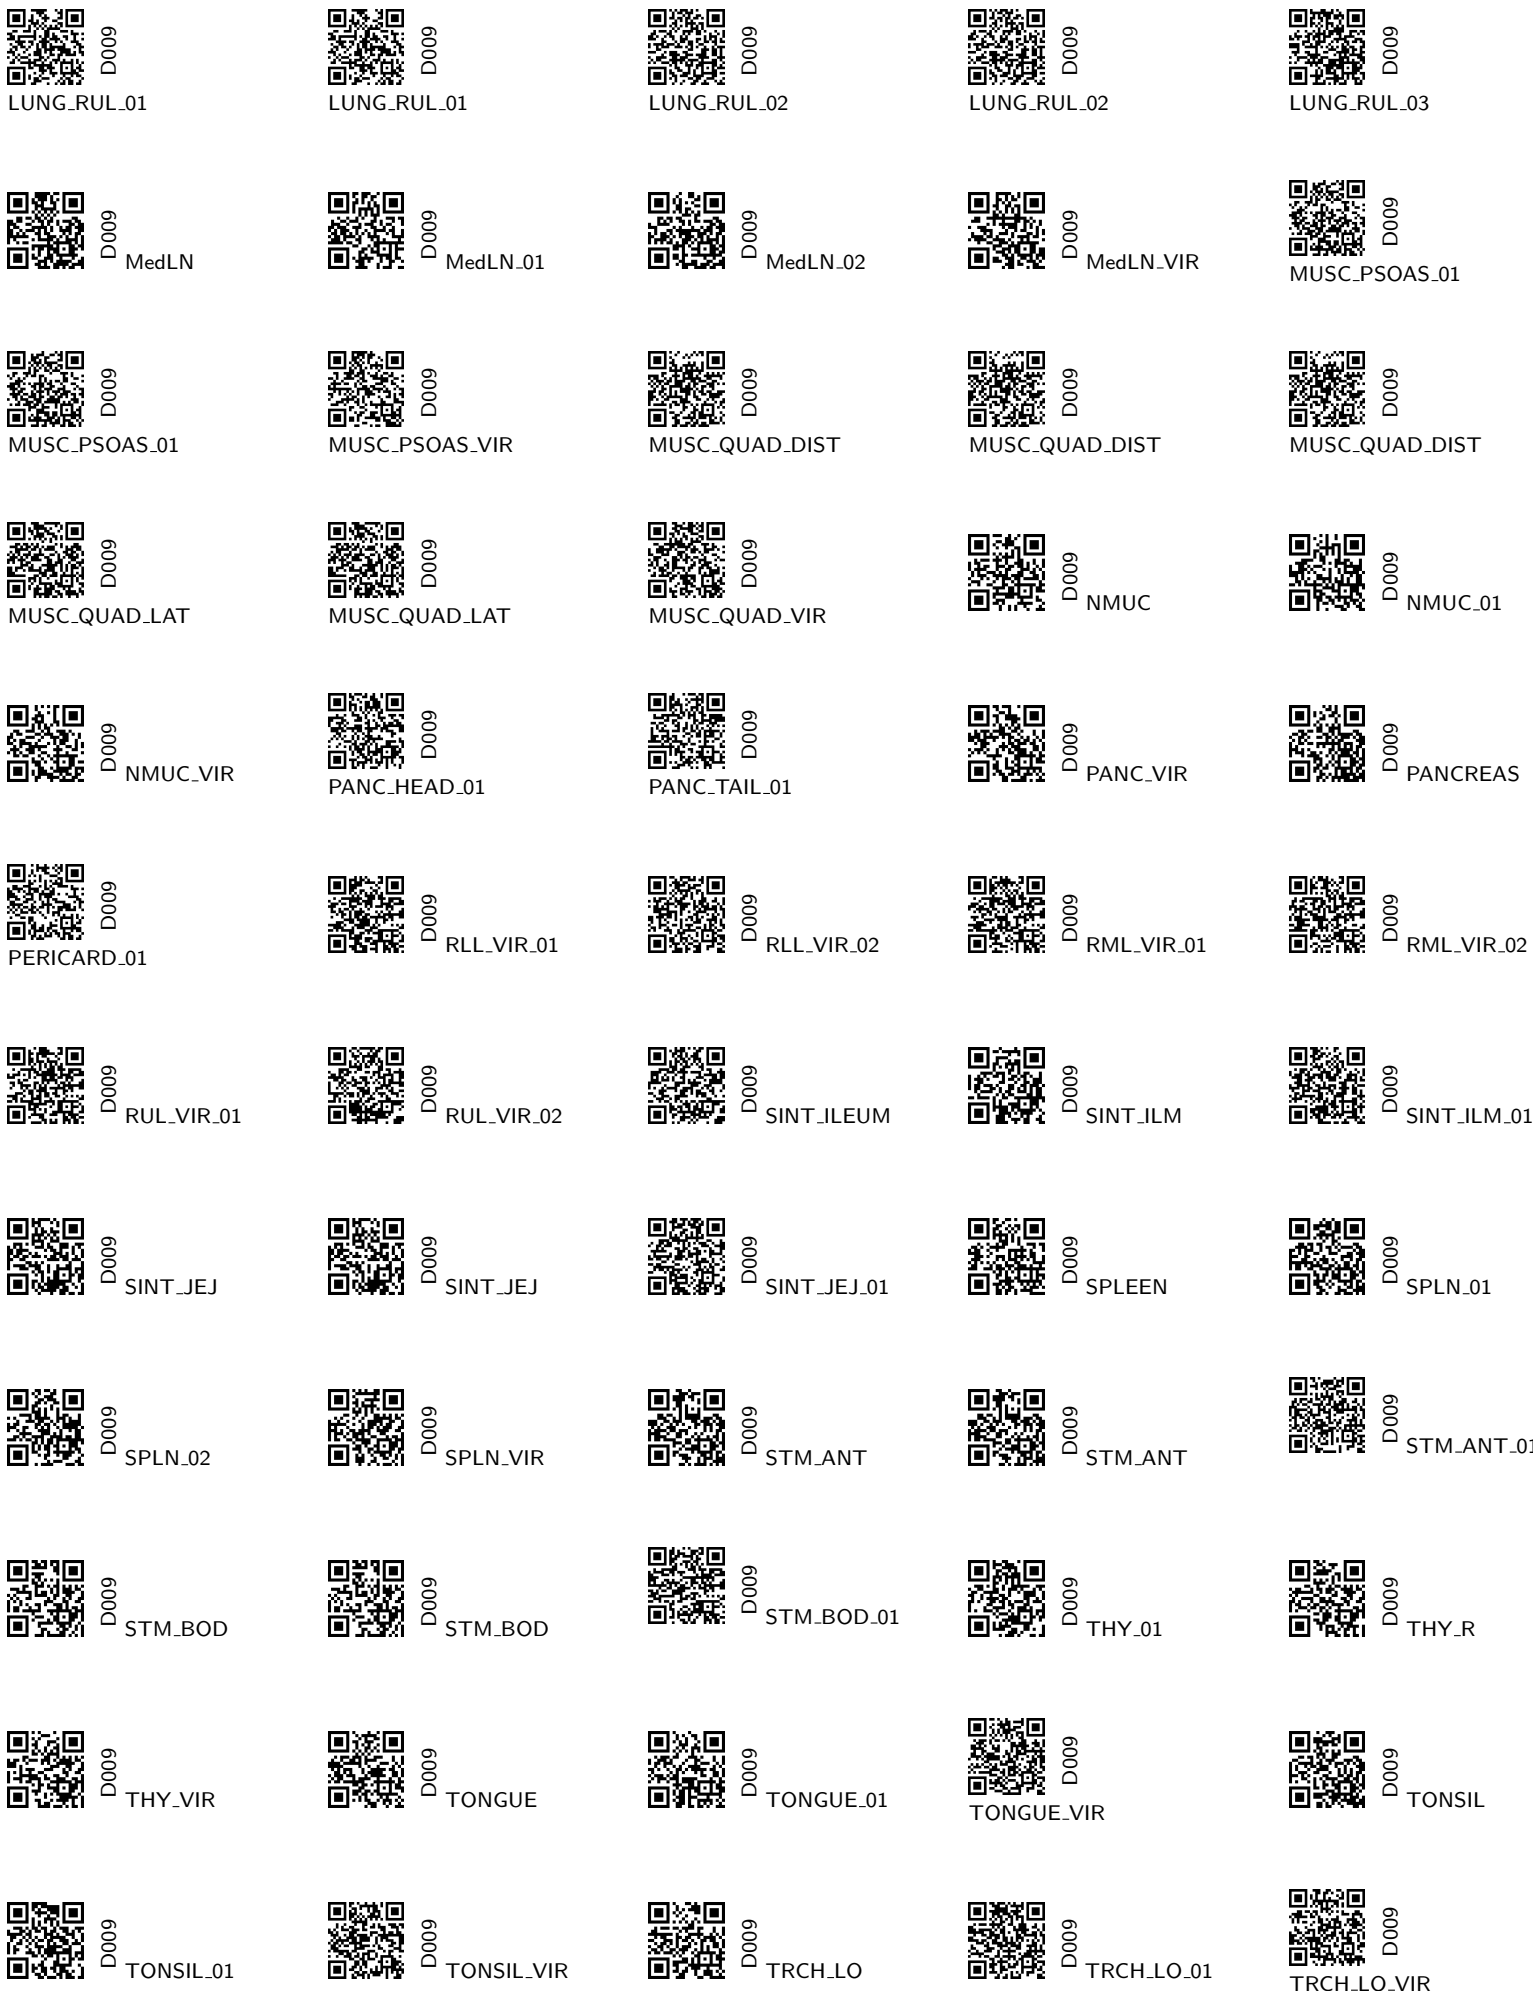 D009 LUNG_RUL_01
D009 LUNG_RUL_01
D009 LUNG_RUL_02
D009 LUNG_RUL_02
D009 LUNG_RUL_03
D009 MedLN
D009 MedLN_01
D009 MedLN_02
D009 MedLN_VIR
D009 MUSC_PSOAS_01
D009 MUSC_PSOAS_01
D009 MUSC_PSOAS_VIR
D009 MUSC_QUAD_DIST
D009 MUSC_QUAD_DIST
D009 MUSC_QUAD_DIST
D009 MUSC_QUAD_LAT
D009 MUSC_QUAD_LAT
D009 MUSC_QUAD_VIR
D009 NMUC
D009 NMUC_01
D009 NMUC_VIR
D009 PANC_HEAD_01
D009 PANC_TAIL_01
D009 PANC_VIR
D009 PANCREAS
D009 PERICARD_01
D009 RLL_VIR_01
D009 RLL_VIR_02
D009 RML_VIR_01
D009 RML_VIR_02
D009 RUL_VIR_01
D009 RUL_VIR_02
D009 SINT_ILEUM
D009 SINT_ILM
D009 SINT_ILM_01
D009 SINT_JEJ
D009 SINT_JEJ
D009 SINT_JEJ_01
D009 SPLEEN
D009 SPLN_01
D009 SPLN_02
D009 SPLN_VIR
D009 STM_ANT
D009 STM_ANT
D009 STM_ANT_01
D009 STM_BOD
D009 STM_BOD
D009 STM_BOD_01
D009 THY_01
D009 THY_R
D009 THY_VIR
D009 TONGUE
D009 TONGUE_01
D009 TONGUE_VIR
D009 TONSIL
D009 TONSIL_01
D009 TONSIL_VIR
D009 TRCH_LO
D009 TRCH_LO_01
D009 TRCH_LO_VIR